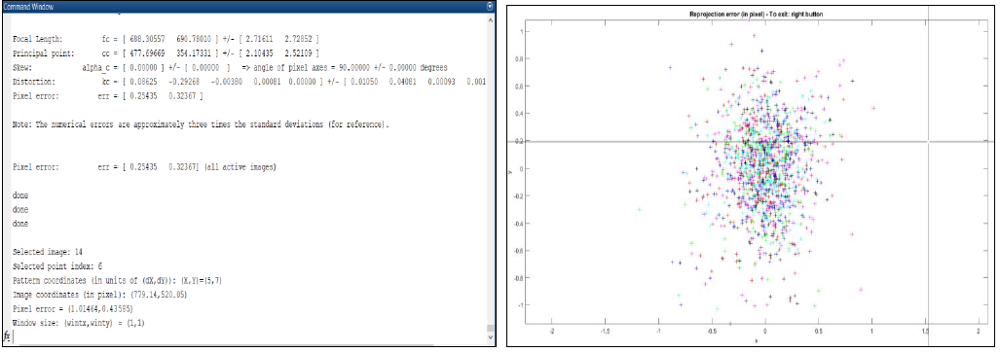 Command Window
Focal Length: fc = [ 688.30557 690.78010 ] +/- [ 2.71611 2.72852 ]
Principal point: cc = [ 477.69669 354.17331 ] +/- [ 2.10435 2.52109 ]
Skew: alpha_c = [ 0.00000 ] +/- [ 0.00000 ] => angle of pixel axes = 90.00000 +/- 0.00000 degrees
Distortion: kc = [ 0.08625 -0.29268 -0.00380 0.00081 0.00000 ] +/- [ 0.01050 0.04081 0.00093 0.001
Pixel error: err = [ 0.25435 0.32367 ]
Note: The numerical errors are approximately three times the standard deviations (for reference).
Pixel error: err = [ 0.25435 0.32367] (all active images)
done
done
done
Selected image: 14
Selected point index: 6
Pattern coordinates (in units of (dX,dY)): (X,Y)=(5,7)
Image coordinates (in pixel): (779.14,520.05)
Pixel error = (1.01464,0.43585)
Window size: (wintx,winty) = (1,1)
fx
Reprojection error (in pixel) - To exit: right button
1
0.8
0.6
0.4
0.2
0
-0.2
-0.4
-0.6
-0.8
-1
y
-2 -1.5 -1 -0.5 0 0.5 1 1.5 2
x